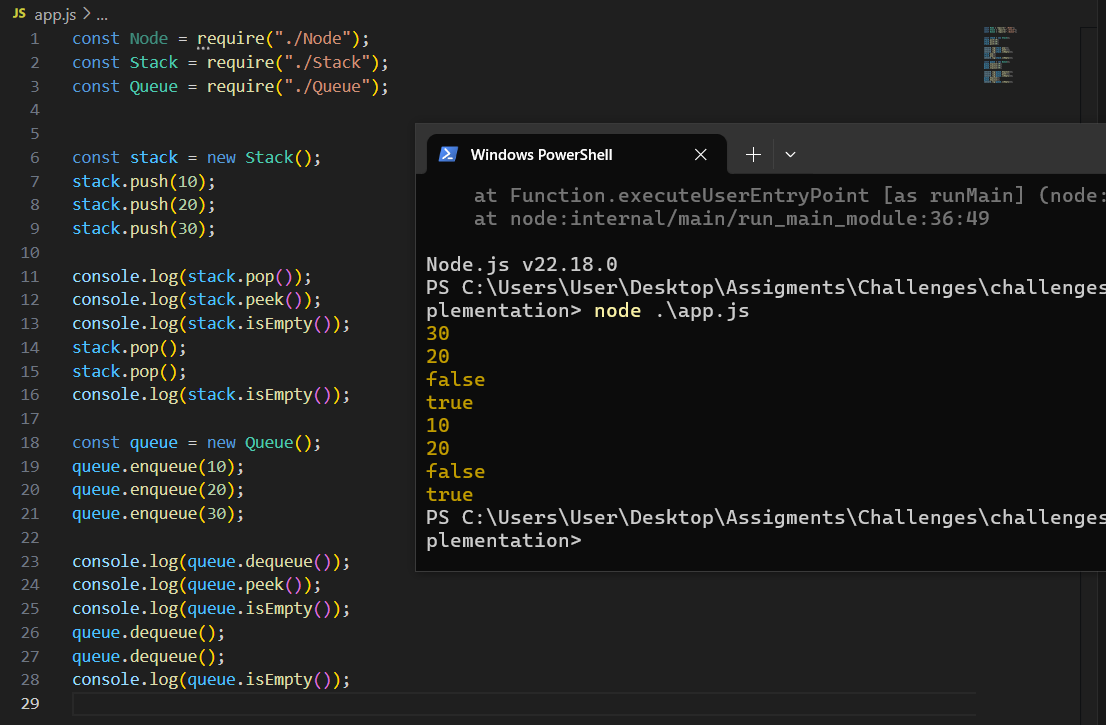 JS app.js > ...
1 const Node = require("./Node");
2 const Stack = require("./Stack");
3 const Queue = require("./Queue");
4
5
6 const stack = new Stack();
7 stack.push(10);
8 stack.push(20);
9 stack.push(30);
10
11 console.log(stack.pop());
12 console.log(stack.peek());
13 console.log(stack.isEmpty());
14 stack.pop();
15 stack.pop();
16 console.log(stack.isEmpty());
17
18 const queue = new Queue();
19 queue.enqueue(10);
20 queue.enqueue(20);
21 queue.enqueue(30);
22
23 console.log(queue.dequeue());
24 console.log(queue.peek());
25 console.log(queue.isEmpty());
26 queue.dequeue();
27 queue.dequeue();
28 console.log(queue.isEmpty());
29
Windows PowerShell
at Function.executeUserEntryPoint [as runMain] (node:
at node:internal/main/run_main_module:36:49
Node.js v22.18.0
PS C:\Users\User\Desktop\Assigments\Challenges\challenges
plementation> node .\app.js
30
20
false
true
10
20
false
true
PS C:\Users\User\Desktop\Assigments\Challenges\challenges
plementation>